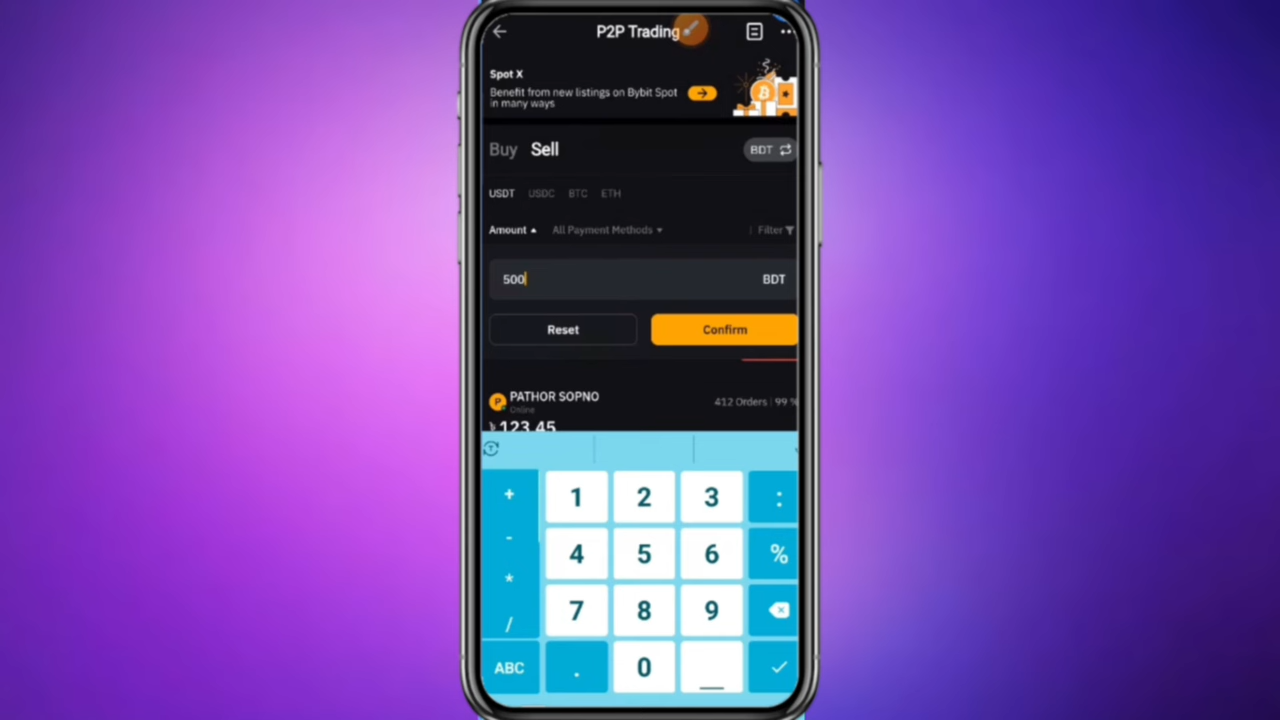 P2P Trading
Spot X
Benefit from new listings on Bybit Spot
in many ways
Buy Sell BDT
USDT USDC BTC ETH
Amount All Payment Methods Filter
500 BDT
Reset Confirm
P PATHOR SOPNO 412 Orders | 99 %
Online
৳ 123.45
+ 1 2 3 :
- 4 5 6 %
*
7 8 9
/
ABC . 0